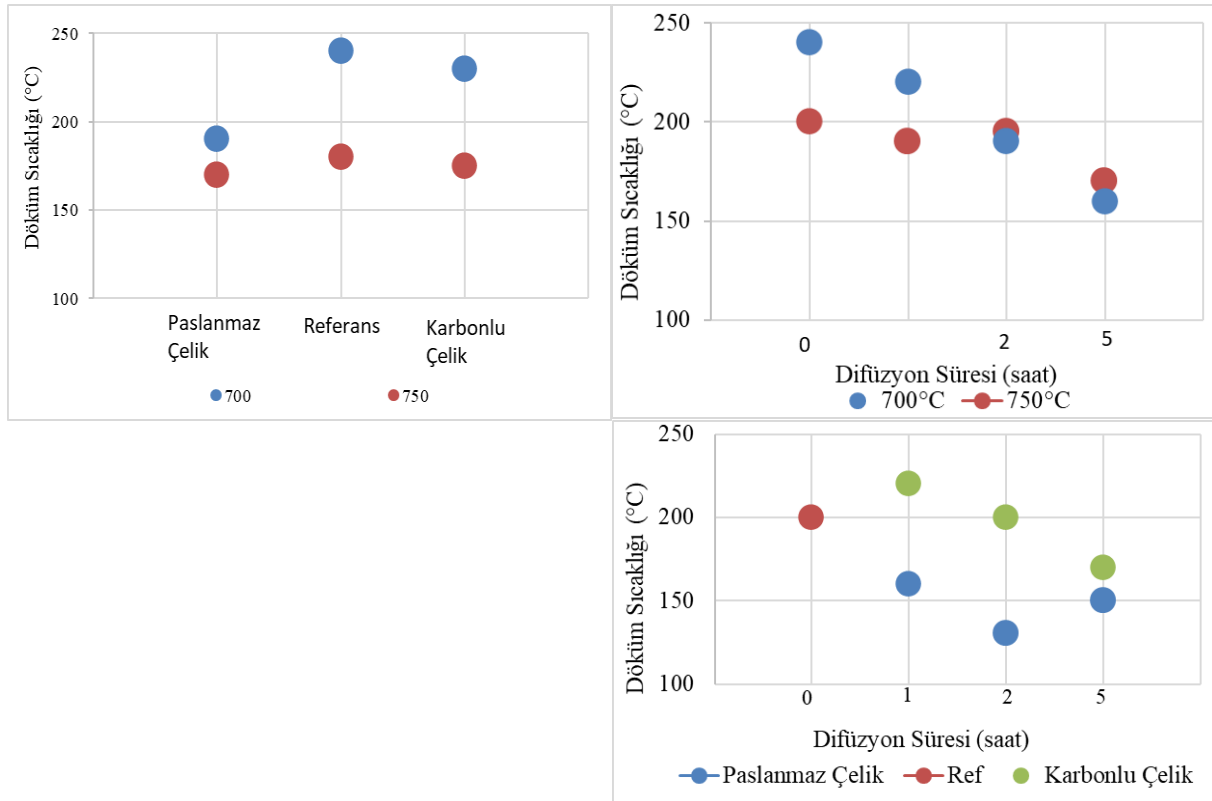 Döküm Sıcaklığı (°C)
250
200
150
100
Paslanmaz Çelik
Referans
Karbonlu Çelik
700
750
Döküm Sıcaklığı (°C)
250
200
150
100
0
2
5
Difüzyon Süresi (saat)
700°C
750°C
Döküm Sıcaklığı (°C)
250
200
150
100
0
1
2
5
Difüzyon Süresi (saat)
Paslanmaz Çelik
Ref
Karbonlu Çelik